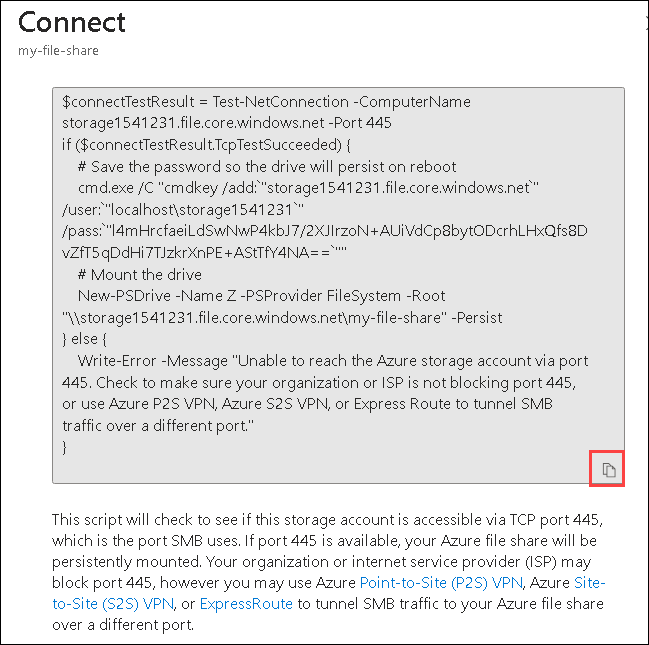 Connect
my-file-share
$connectTestResult = Test-NetConnection -ComputerName
storage1541231.file.core.windows.net -Port 445
if ($connectTestResult.TcpTestSucceeded) {
# Save the password so the drive will persist on reboot
cmd.exe /C "cmdkey /add:`"storage1541231.file.core.windows.net`"
/user:`"localhost\storage1541231`"
/pass:`"l4mHrcfaeiLdSwNwP4kbJ7/2XJIrzoN+AUiVdCp8bytODcrhLHxQfs8D
vZfT5qDdHi7TJzkrXnPE+AStTfY4NA==`""
# Mount the drive
New-PSDrive -Name Z -PSProvider FileSystem -Root
"\\storage1541231.file.core.windows.net\my-file-share" -Persist
} else {
Write-Error -Message "Unable to reach the Azure storage account via port
445. Check to make sure your organization or ISP is not blocking port 445,
or use Azure P2S VPN, Azure S2S VPN, or Express Route to tunnel SMB
traffic over a different port."
}
This script will check to see if this storage account is accessible via TCP port 445,
which is the port SMB uses. If port 445 is available, your Azure file share will be
persistently mounted. Your organization or internet service provider (ISP) may
block port 445, however you may use Azure Point-to-Site (P2S) VPN, Azure Site-
to-Site (S2S) VPN, or ExpressRoute to tunnel SMB traffic to your Azure file share
over a different port.